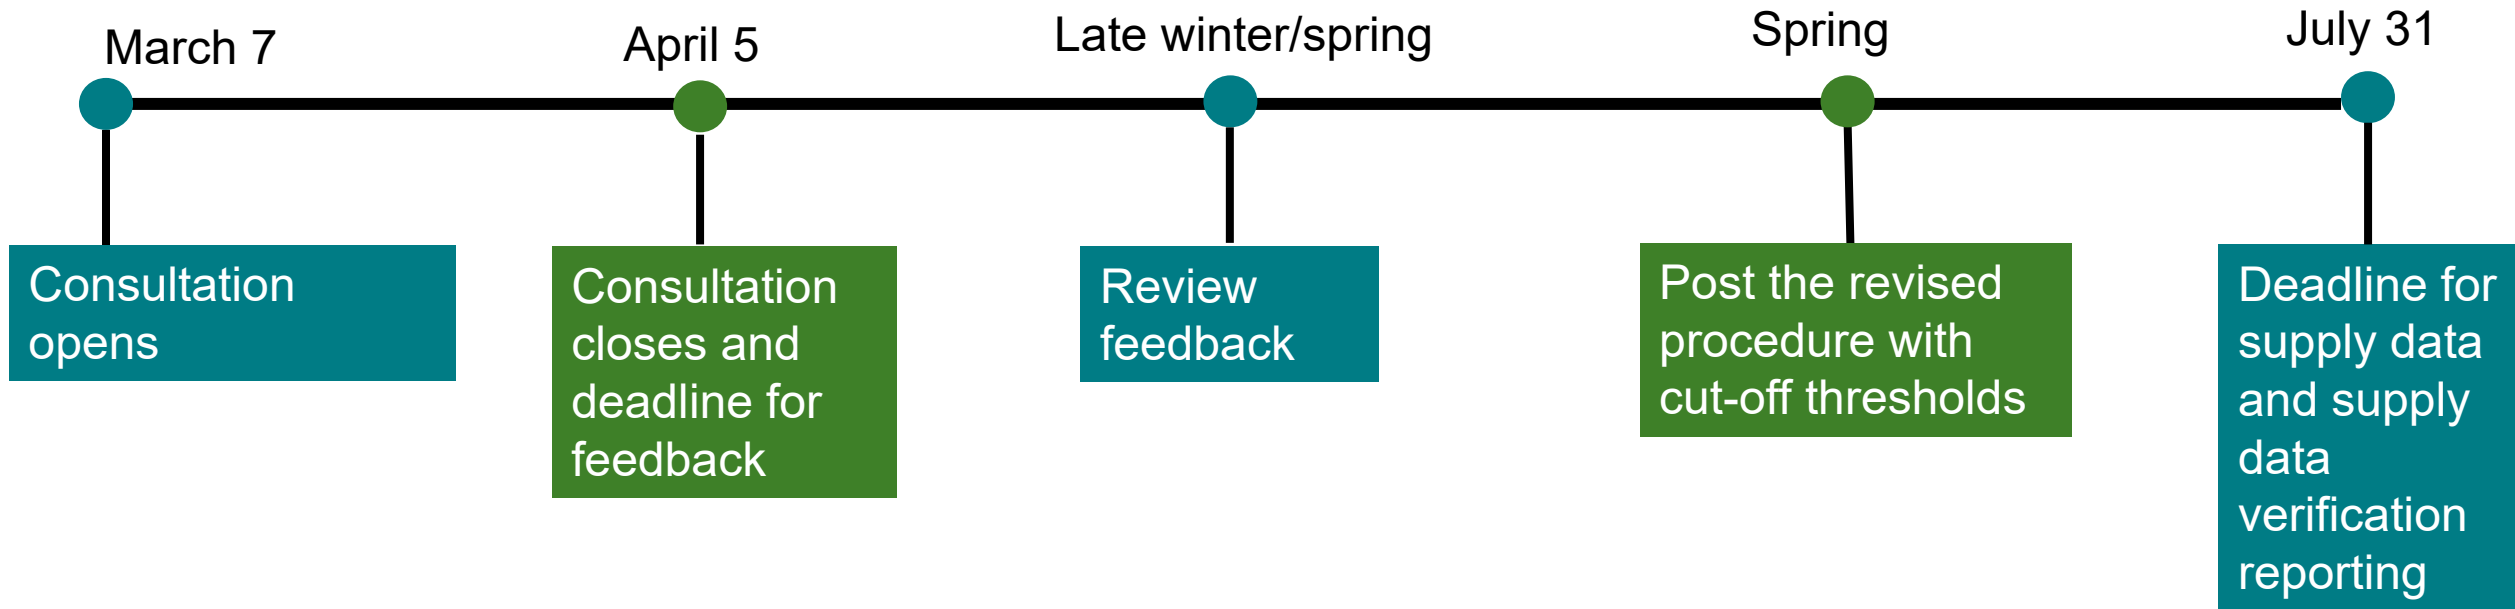 March 7
Consultation
opens
April 5
Consultation
closes and
deadline for
feedback
Late winter/spring
Review
feedback
Spring
Post the revised
procedure with
cut-off thresholds
July 31
Deadline for
supply data
and supply
data
verification
reporting